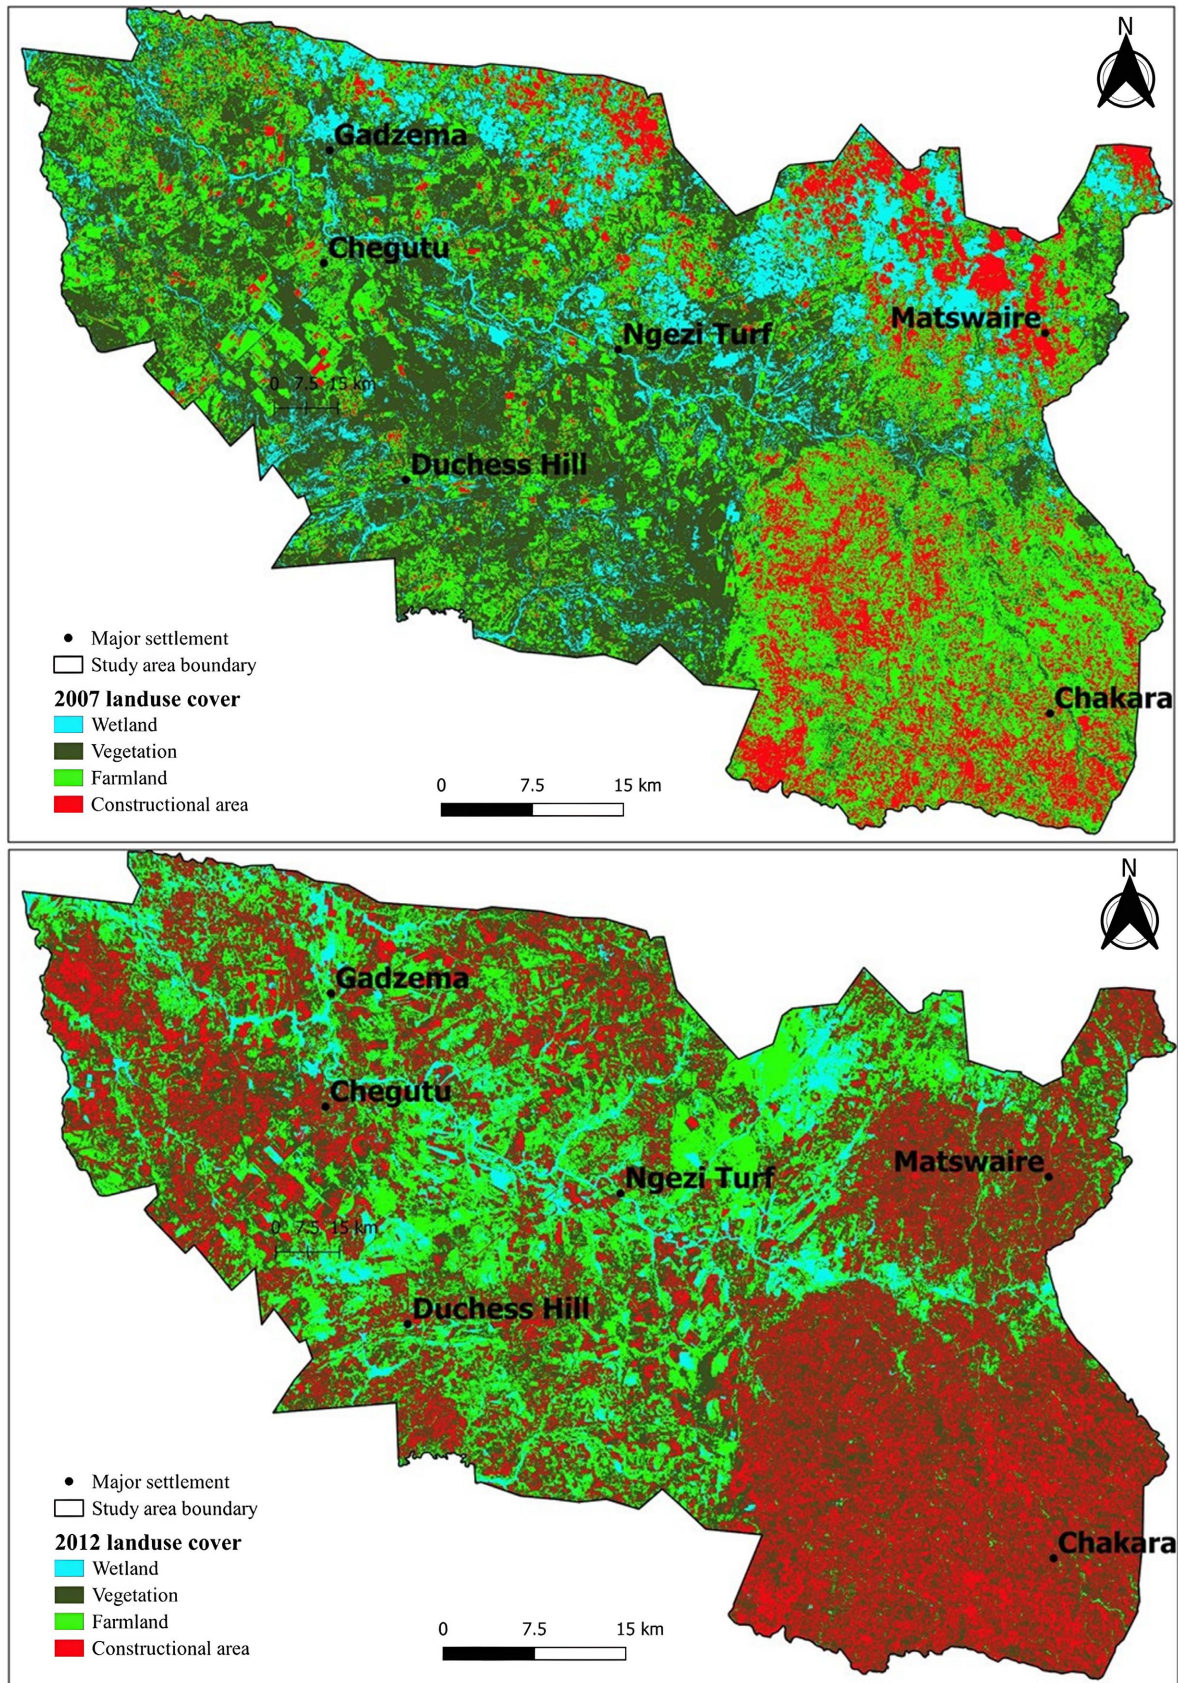 N
Gadzema
Chegutu
Matswaire
Ngezi Turf
0 7.5 15 km
Duchess Hill
Major settlement
Study area boundary
2007 landuse cover
Wetland
Vegetation
Farmland
Constructional area
Chakara
0 7.5 15 km
N
Gadzema
Chegutu
Matswaire
Ngezi Turf
0 7.5 15 km
Duchess Hill
Major settlement
Study area boundary
2012 landuse cover
Wetland
Vegetation
Farmland
Constructional area
Chakara
0 7.5 15 km